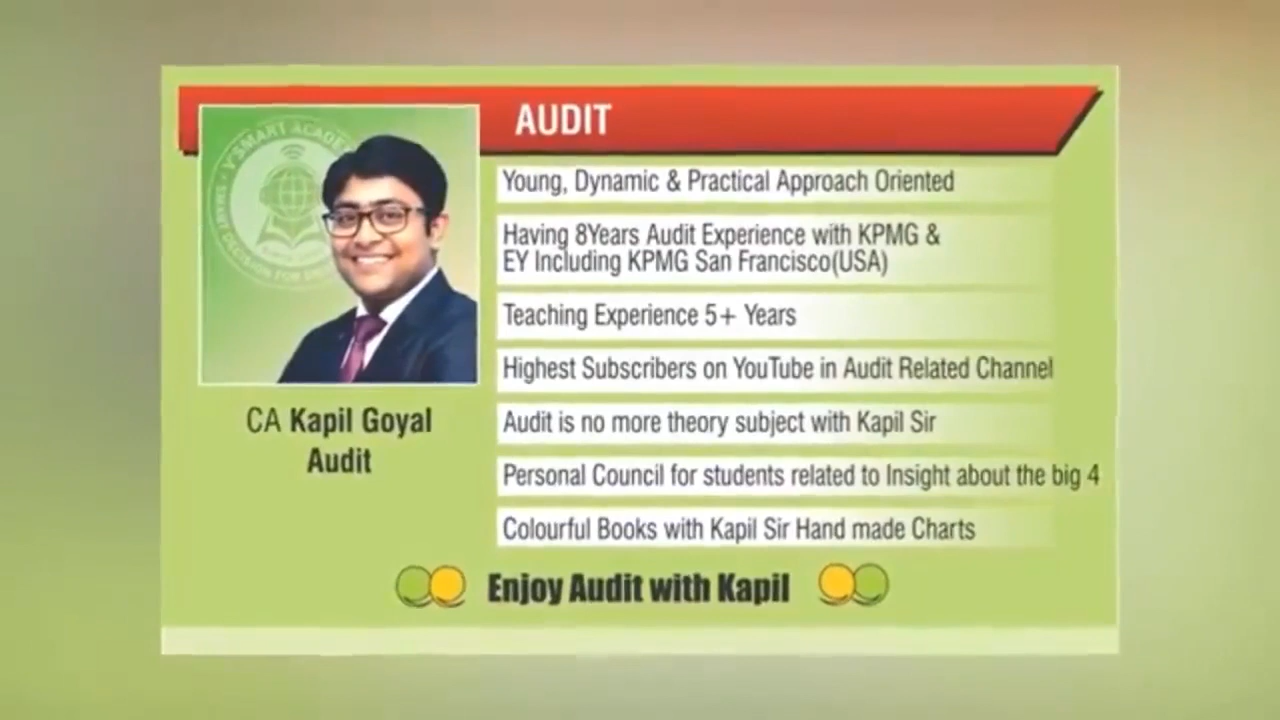 AUDIT
V'SMART ACADE
Young, Dynamic & Practical Approach Oriented
Having 8Years Audit Experience with KPMG &
EY Including KPMG San Francisco(USA)
Teaching Experience 5+ Years
Highest Subscribers on YouTube in Audit Related Channel
Audit is no more theory subject with Kapil Sir
Personal Council for students related to Insight about the big 4
Colourful Books with Kapil Sir Hand made Charts
CA Kapil Goyal
Audit
Enjoy Audit with Kapil